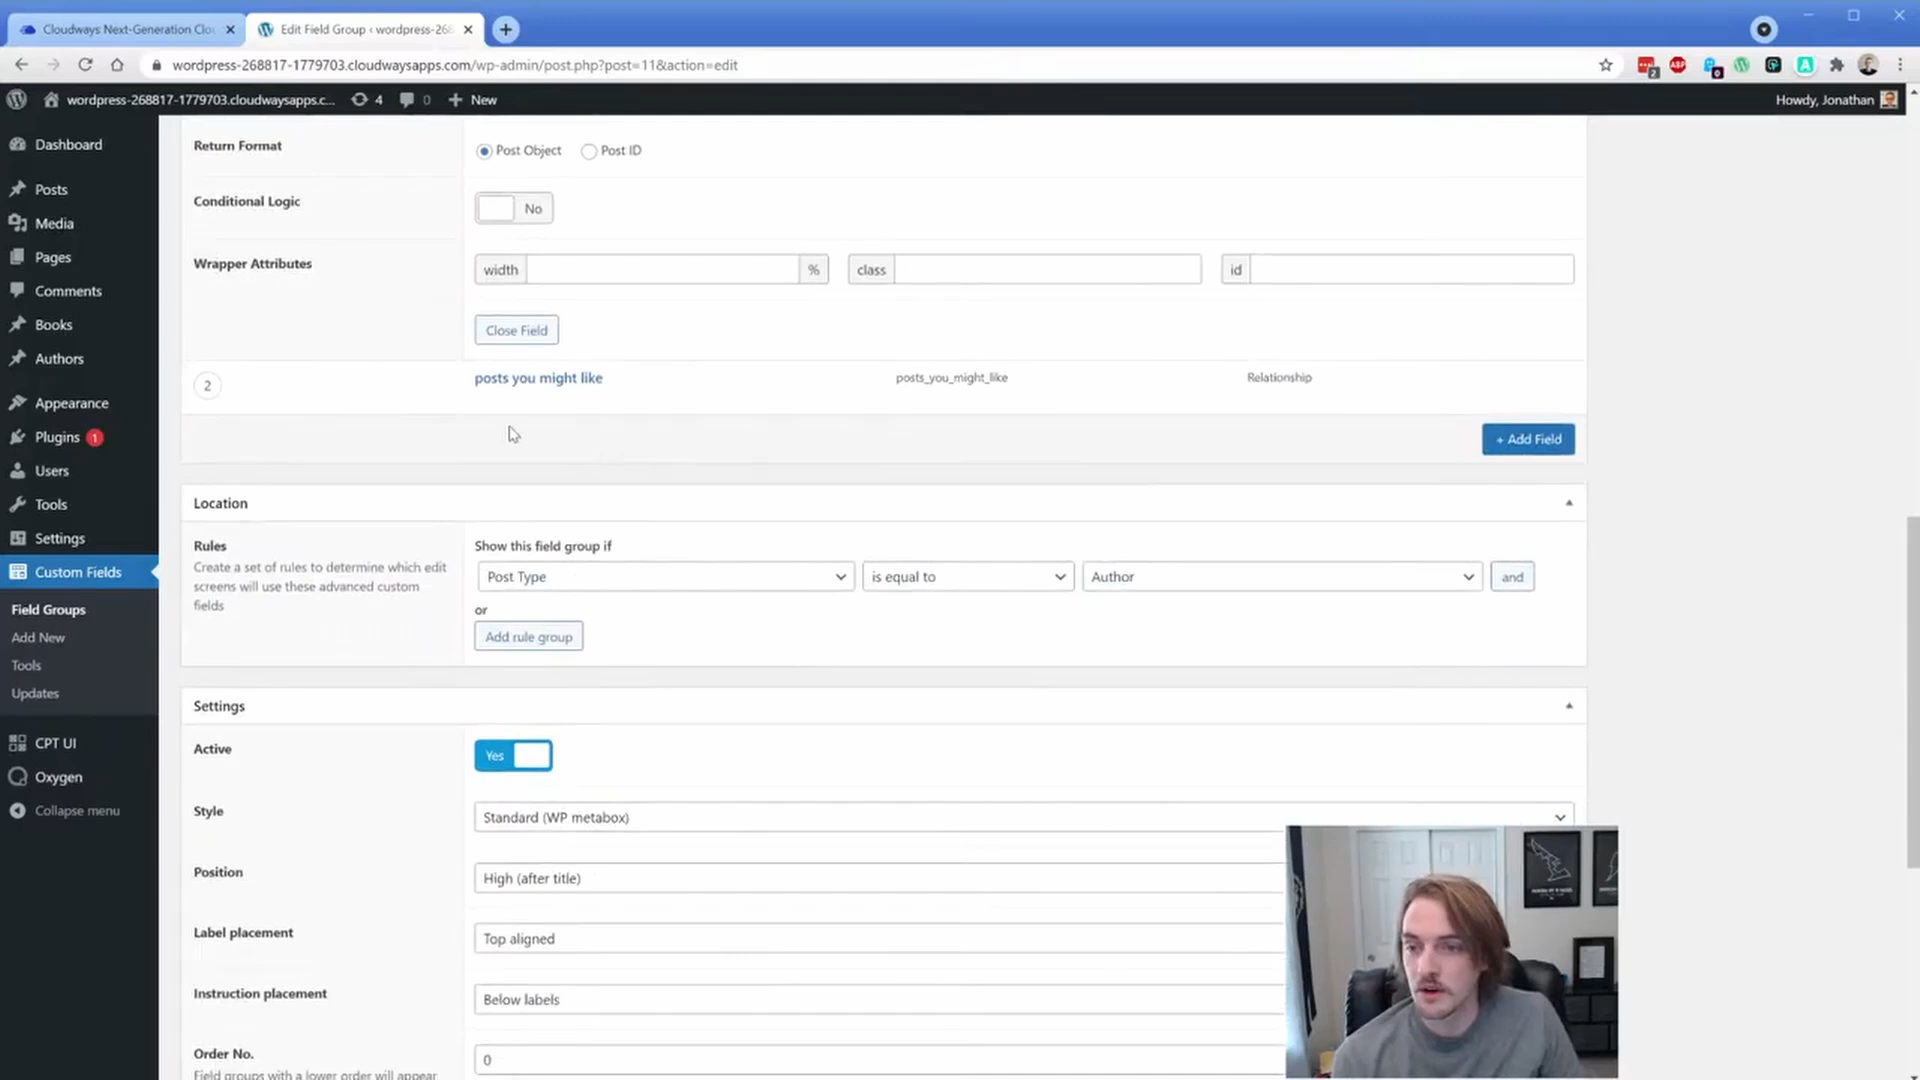 Cloudways Next-Generation Clou
Edit Field Group ‹ wordpress-268
wordpress-268817-1779703.cloudwaysapps.com/wp-admin/post.php?post=11&action=edit
wordpress-268817-1779703.cloudwaysapps.c... 4 0 + New
Howdy, Jonathan
Dashboard
Posts
Media
Pages
Comments
Books
Authors
Appearance
Plugins 1
Users
Tools
Settings
Custom Fields
Field Groups
Add New
Tools
Updates
CPT UI
Oxygen
Collapse menu
Return Format
Post Object Post ID
Conditional Logic
No
Wrapper Attributes
width % class id
Close Field
2 posts you might like posts_you_might_like Relationship
+ Add Field
Location
Rules
Create a set of rules to determine which edit
screens will use these advanced custom
fields
Show this field group if
Post Type is equal to Author and
or
Add rule group
Settings
Active
Yes
Style
Standard (WP metabox)
Position
High (after title)
Label placement
Top aligned
Instruction placement
Below labels
Order No.
0
Field groups with a lower order will appear